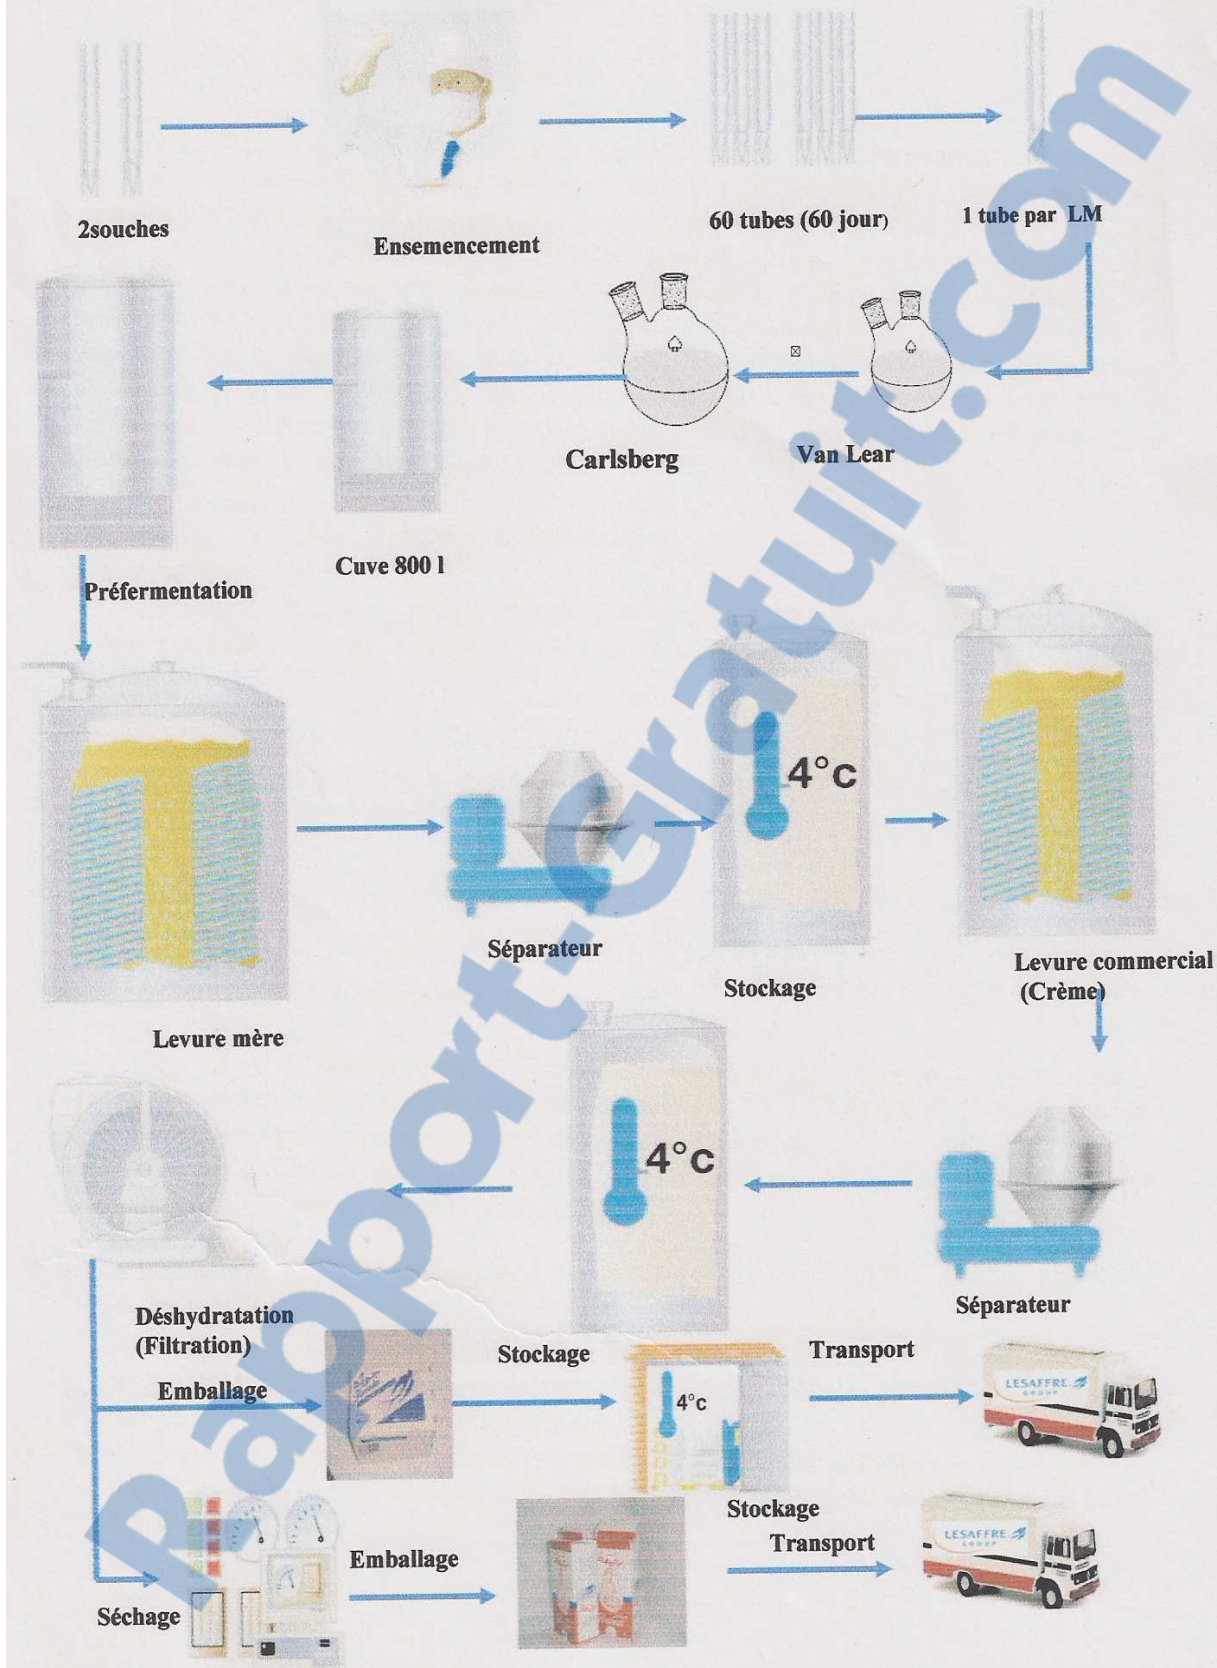 2souches
Ensemencement
60 tubes (60 jour)
1 tube par LM
Carlsberg
Van Lear
Cuve 800 l
Préfermentation
4°c
Séparateur
Stockage
Levure commercial
(Crème)
Levure mère
4°c
Séparateur
Déshydratation
(Filtration)
Stockage
Transport
Emballage
4°c
LESAFFRE
GROUP
Stockage
Emballage
Transport
LESAFFRE
GROUP
Séchage
Rapport-Gratuit.com